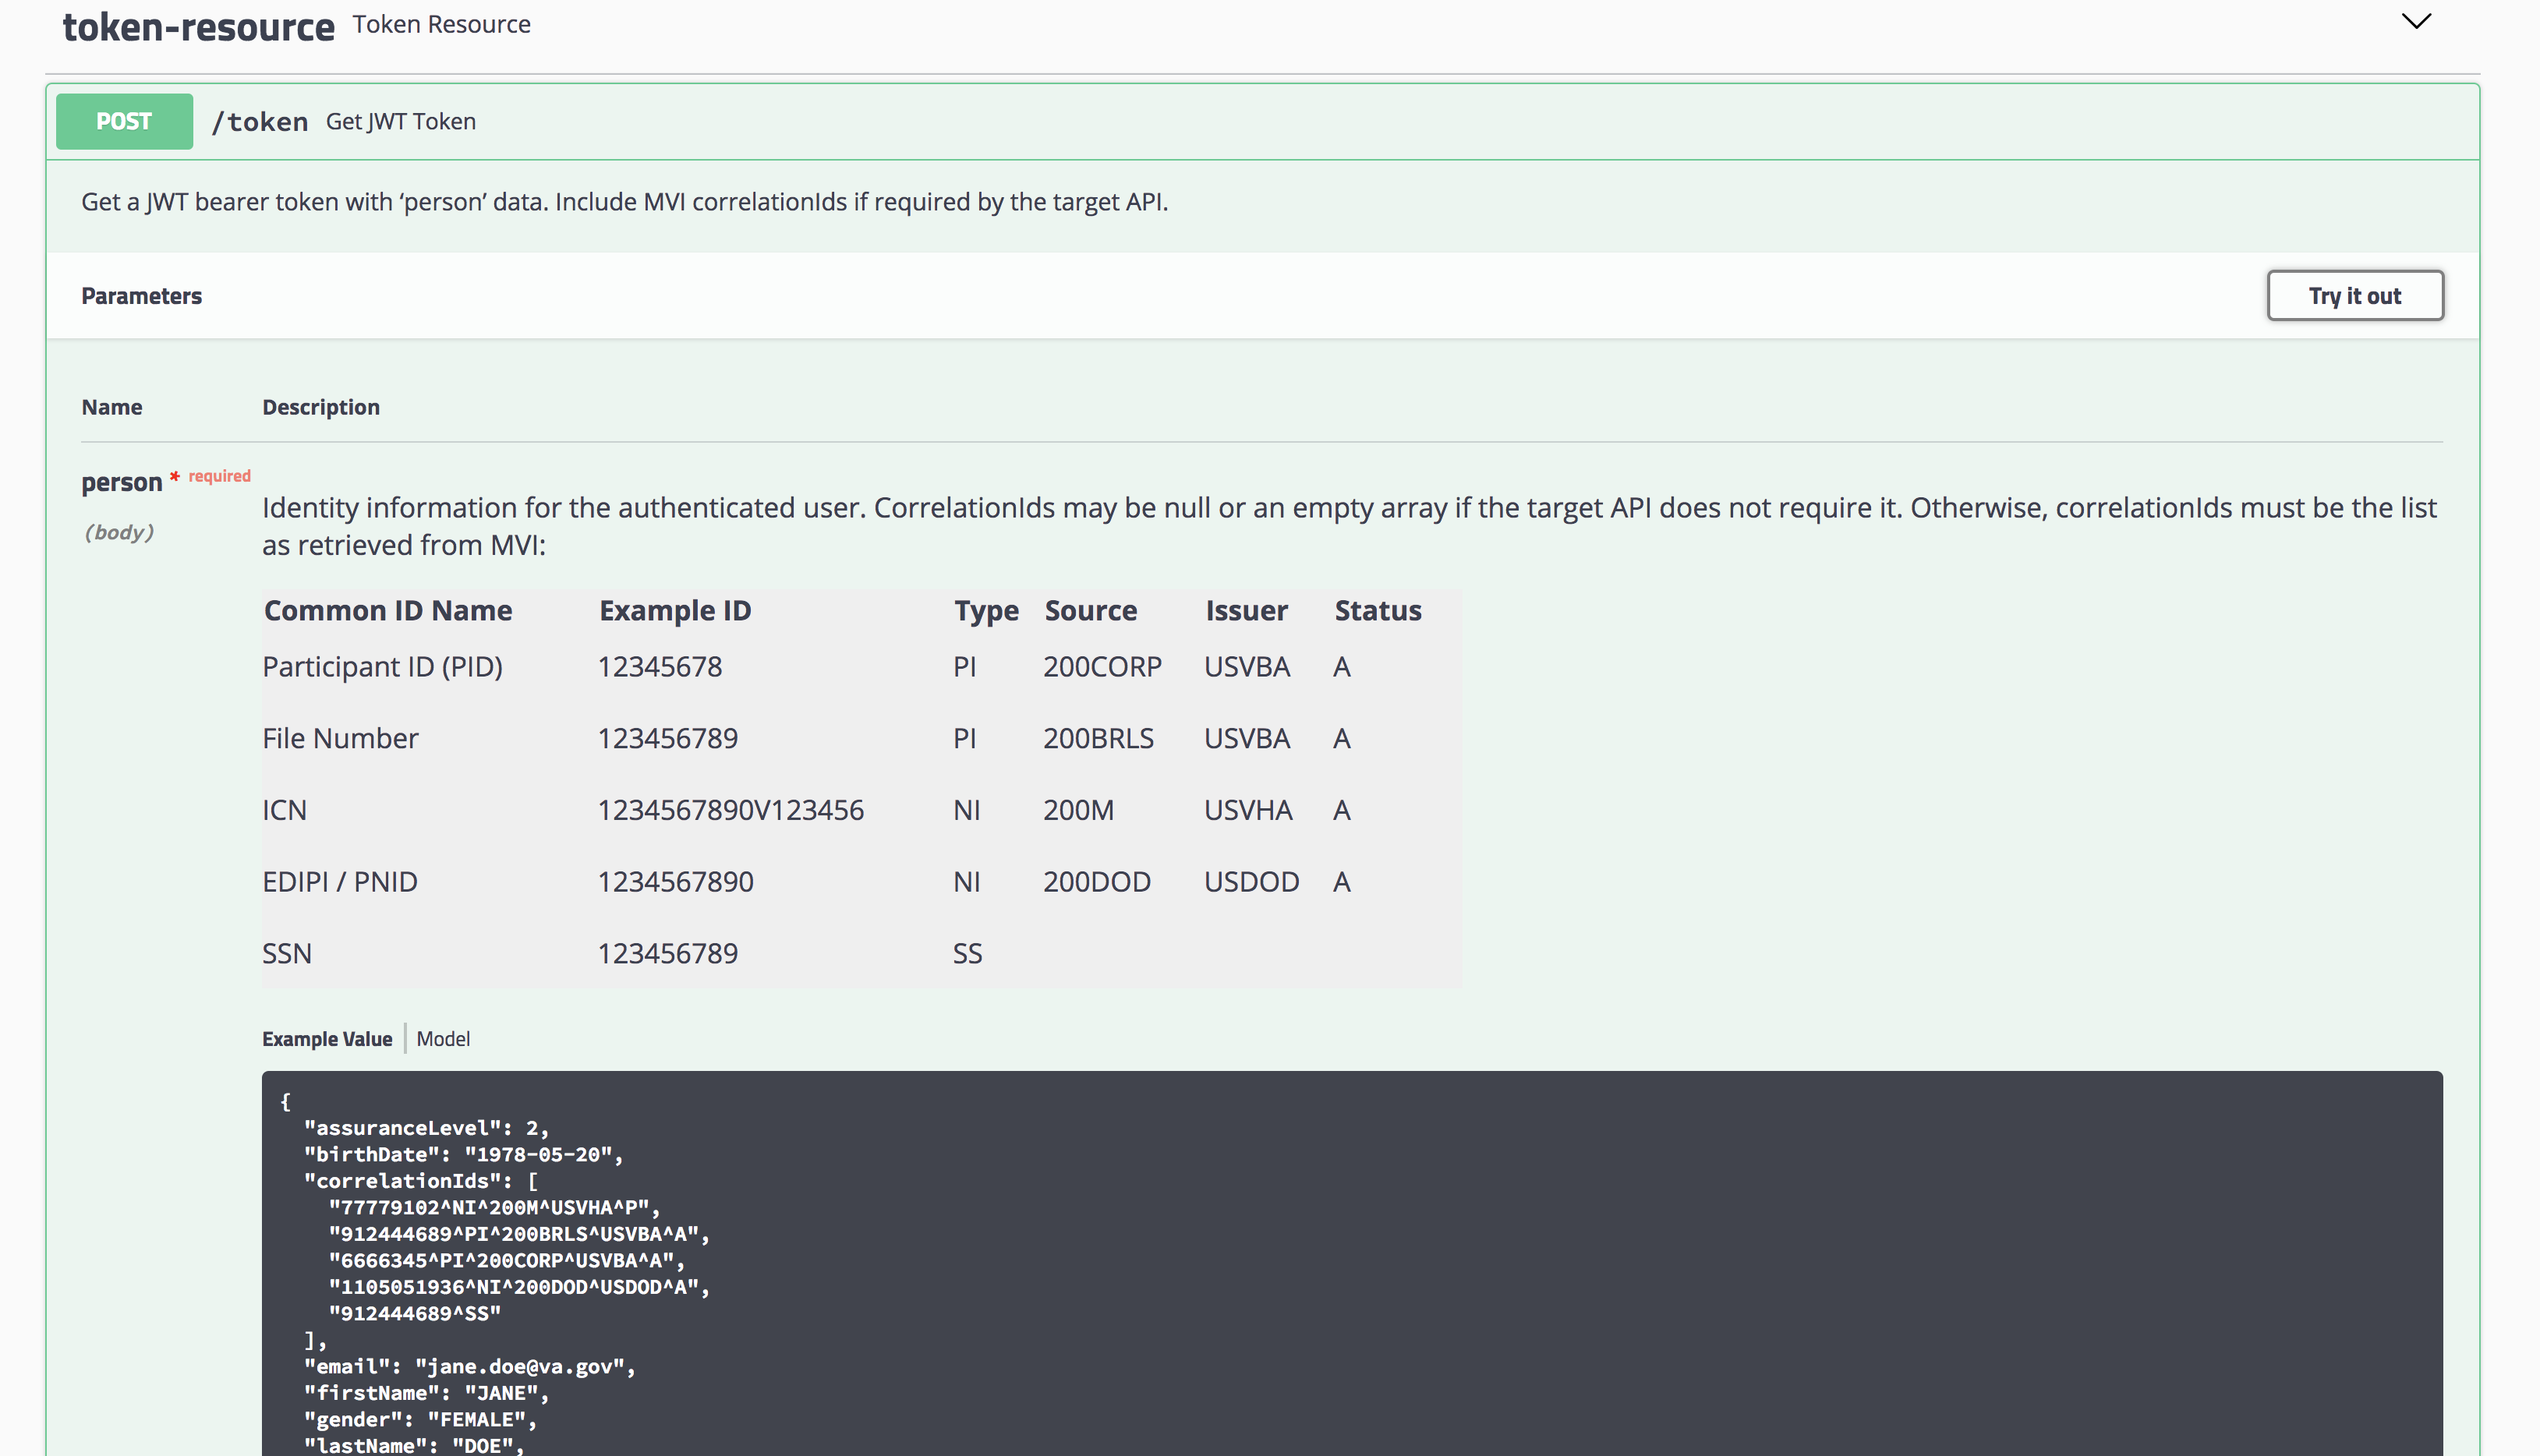 token-resource Token Resource
POST /token Get JWT Token
Get a JWT bearer token with ‘person’ data. Include MVI correlationIds if required by the target API.
Parameters
Try it out
Name Description
person * required
(body)
Identity information for the authenticated user. CorrelationIds may be null or an empty array if the target API does not require it. Otherwise, correlationIds must be the list
as retrieved from MVI:
Common ID Name Example ID Type Source Issuer Status
Participant ID (PID) 12345678 PI 200CORP USVBA A
File Number 123456789 PI 200BRLS USVBA A
ICN 1234567890V123456 NI 200M USVHA A
EDIPI / PNID 1234567890 NI 200DOD USDOD A
SSN 123456789 SS
Example Value Model
{
"assuranceLevel": 2,
"birthDate": "1978-05-20",
"correlationIds": [
"77779102^NI^200M^USVHA^P",
"912444689^PI^200BRLS^USVBA^A",
"6666345^PI^200CORP^USVBA^A",
"1105051936^NI^200DOD^USDOD^A",
"912444689^SS"
],
"email": "jane.doe@va.gov",
"firstName": "JANE",
"gender": "FEMALE",
"lastName": "DOE",